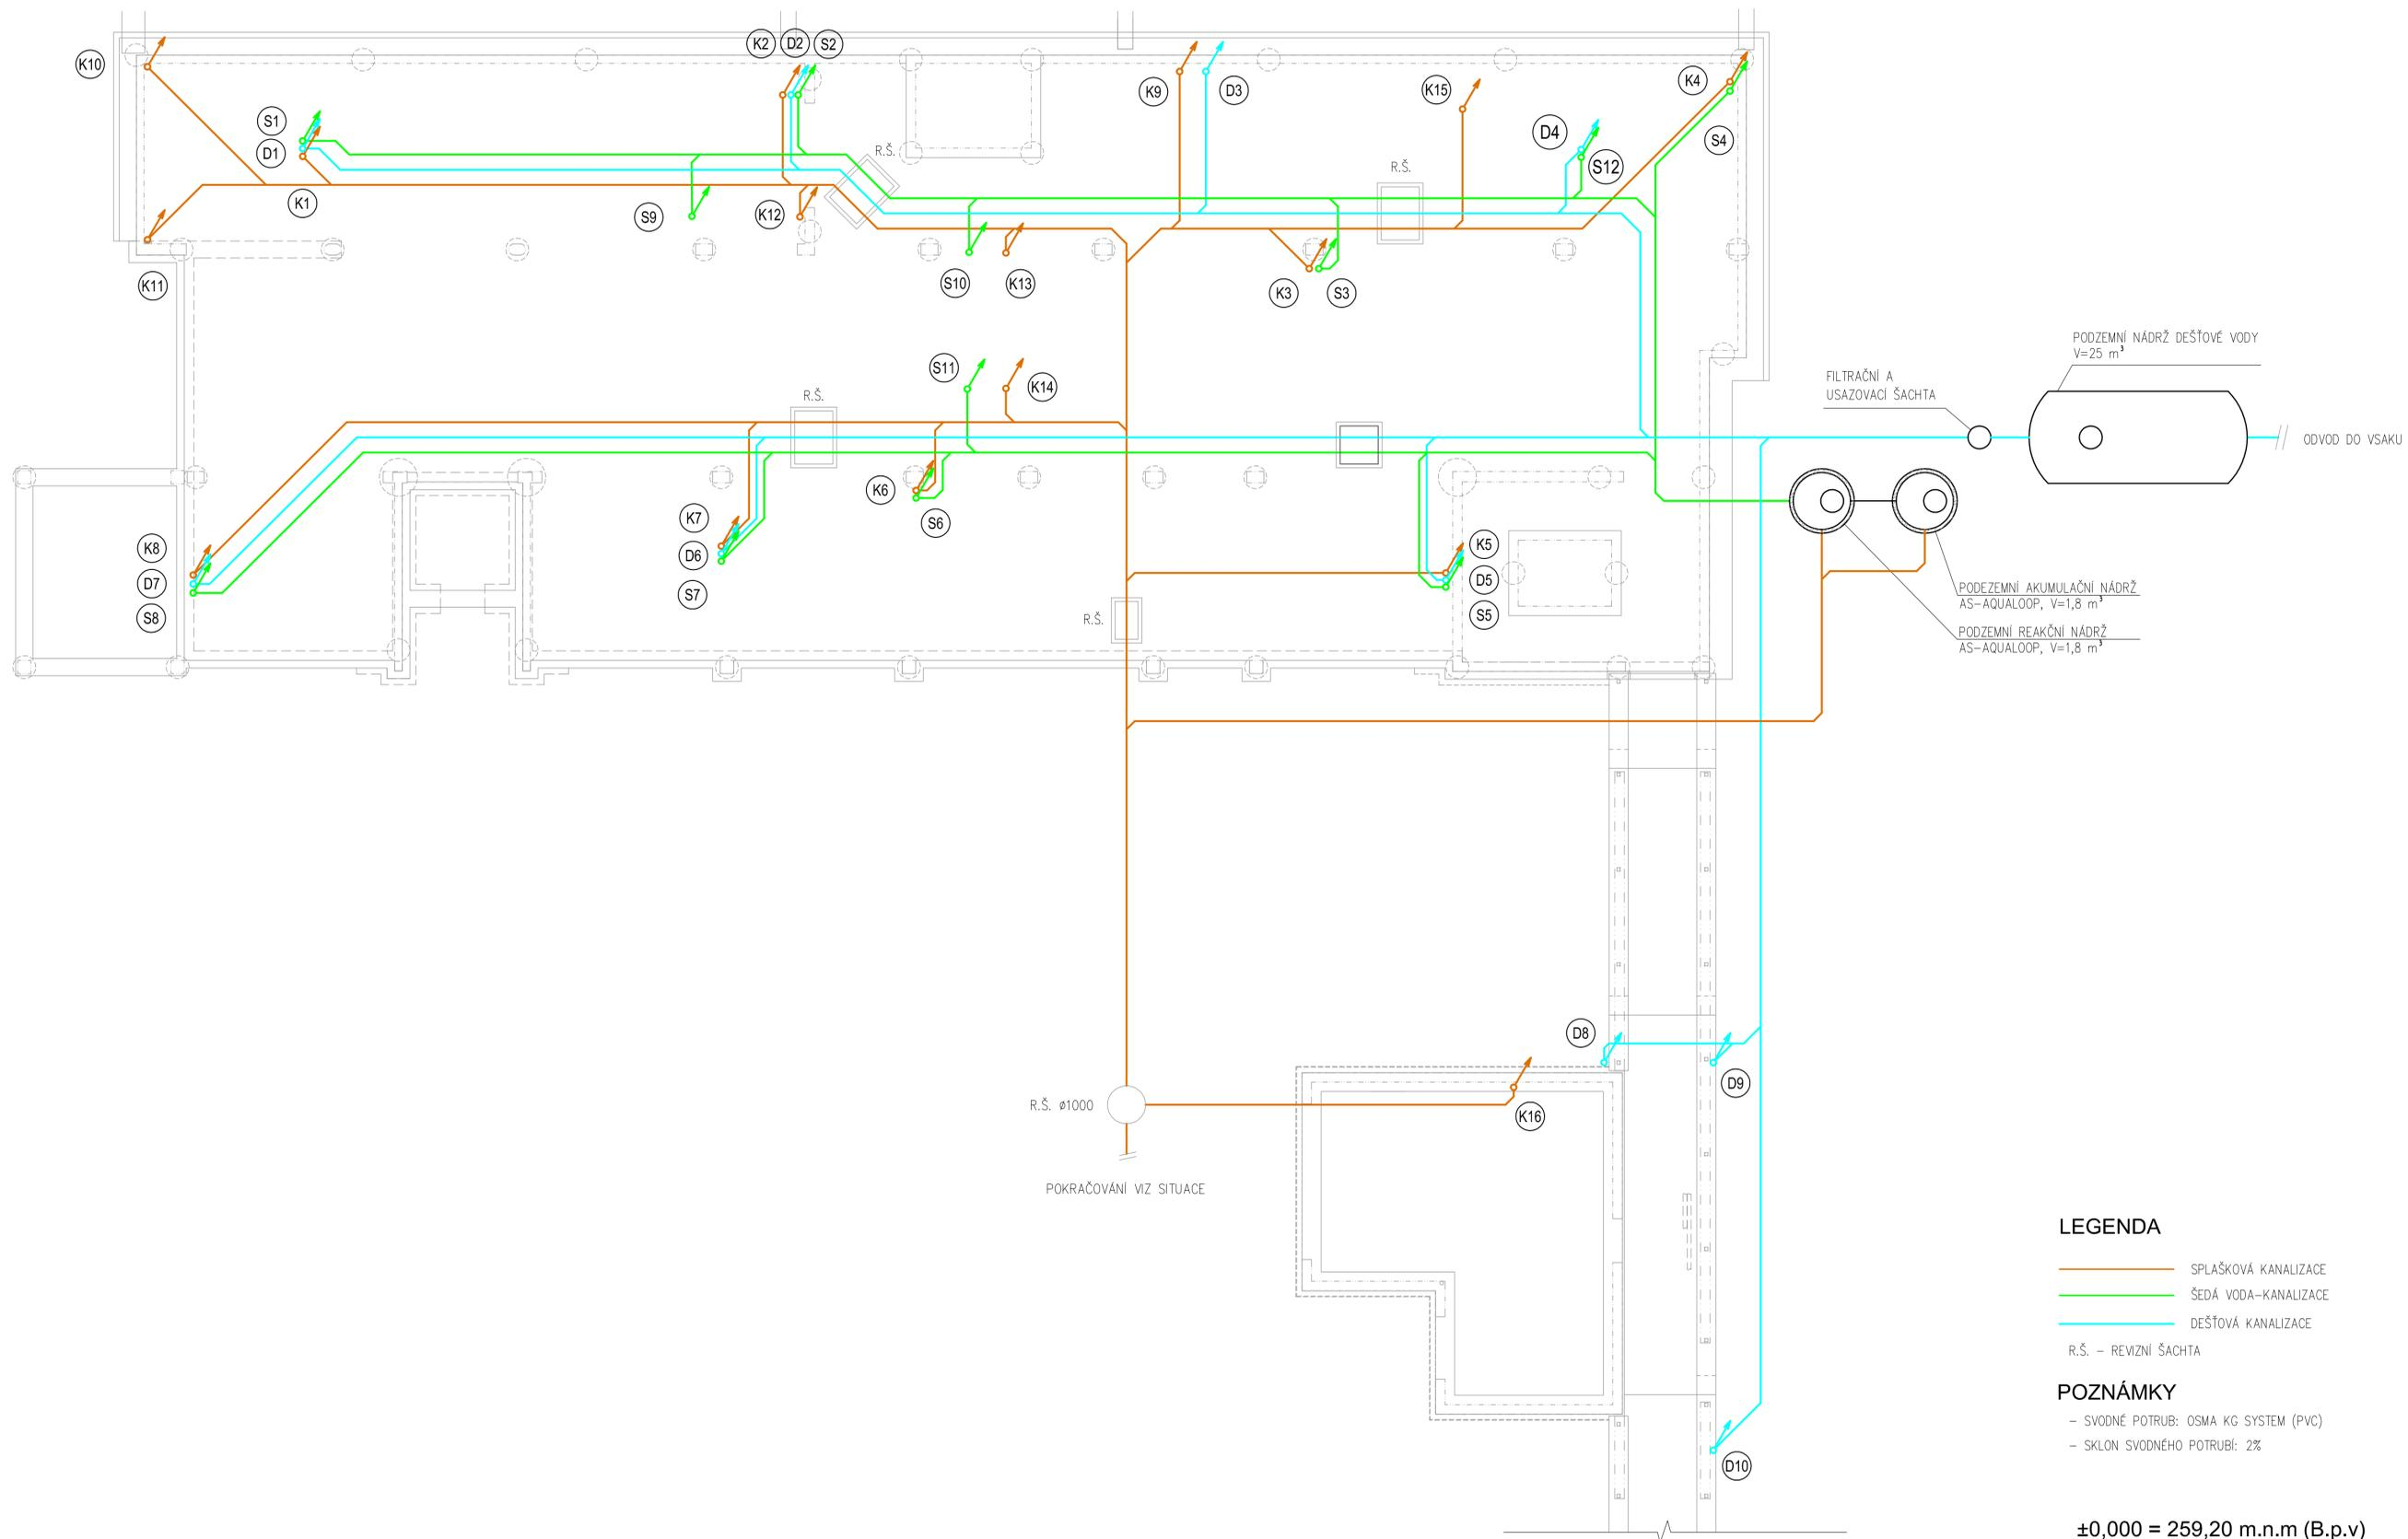 K10
K2
D2
S2
K9
D3
K15
K4
S4
S1
D1
K1
D4
S12
R.Š.
R.Š.
S9
K12
K11
S10
K13
K3
S3
PODZEMNÍ NÁDRŽ DEŠŤOVÉ VODY
V=25 m³
FILTRAČNÍ A
USAZOVACÍ ŠACHTA
S11
K14
R.Š.
ODVOD DO VSAKU
K6
S6
K7
D6
S7
K8
D7
S8
K5
D5
S5
R.Š.
PODEZEMNÍ AKUMULAČNÍ NÁDRŽ
AS-AQUALOOP, V=1,8 m³
PODZEMNÍ REAKČNÍ NÁDRŽ
AS-AQUALOOP, V=1,8 m³
D8
D9
R.Š. ø1000
K16
POKRAČOVÁNÍ VIZ SITUACE
D10
LEGENDA
SPLAŠKOVÁ KANALIZACE
ŠEDÁ VODA-KANALIZACE
DEŠŤOVÁ KANALIZACE
R.Š. - REVIZNÍ ŠACHTA
POZNÁMKY
- SVODNÉ POTRUB: OSMA KG SYSTEM (PVC)
- SKLON SVODNÉHO POTRUBÍ: 2%
±0,000 = 259,20 m.n.m (B.p.v)